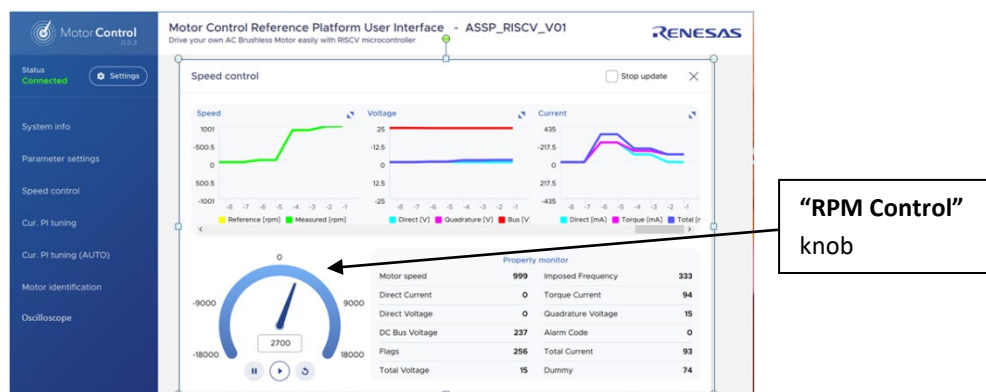 Motor Control
0.0.3
Motor Control Reference Platform User Interface - ASSP_RISCV_V01
Drive your own AC Brushless Motor easily with RISCV microcontroller
RENESAS
Status
Connected
Settings
System info
Parameter settings
Speed control
Cur. PI tuning
Cur. PI tuning (AUTO)
Motor identification
Oscilloscope
Speed control
Stop update
Speed
1001
-500.5
0
500.5
-1001
-8 -7 -6 -5 -4 -3 -2 -1
Reference [rpm] Measured [rpm]
Voltage
25
-12.5
0
12.5
-25
-8 -7 -6 -5 -4 -3 -2 -1
Direct [V] Quadrature [V] Bus [V
Current
435
-217.5
0
217.5
-435
-8 -7 -6 -5 -4 -3 -2 -1
Direct [mA] Torque [mA] Total [r
"RPM Control"
knob
0
-9000 9000
-18000 18000
2700
Property monitor
Motor speed 999 Imposed Frequency 333
Direct Current 0 Torque Current 94
Direct Voltage 0 Quadrature Voltage 15
DC Bus Voltage 237 Alarm Code 0
Flags 256 Total Current 93
Total Voltage 15 Dummy 74